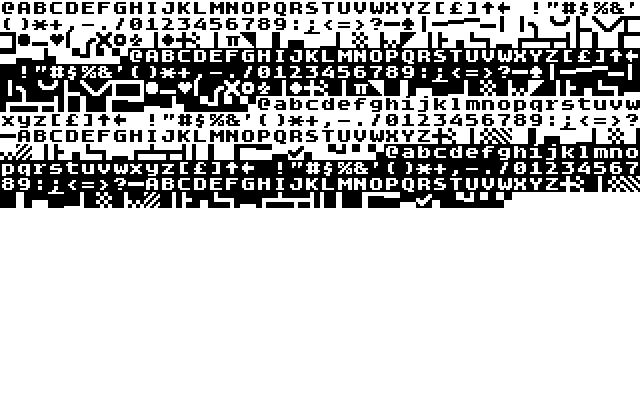 @ABCDEFGHIJKLMNOPQRSTUVWXYZ[£]↑← !"#$%&'
()*+,-./0123456789:;<=>?─♠
●♥π
@ABCDEFGHIJKLMNOPQRSTUVWXYZ[£]↑←
!"#$%&'()*+,-./0123456789:;<=>?─♠
●♥π
@abcdefghijklmnopqrstuvw
xyz[£]↑← !"#$%&'()*+,-./0123456789:;<=>?
─ABCDEFGHIJKLMNOPQRSTUVWXYZ
✓@abcdefghijklmno
pqrstuvwxyz[£]↑← !"#$%&'()*+,-./01234567
89:;<=>?─ABCDEFGHIJKLMNOPQRSTUVWXYZ
✓